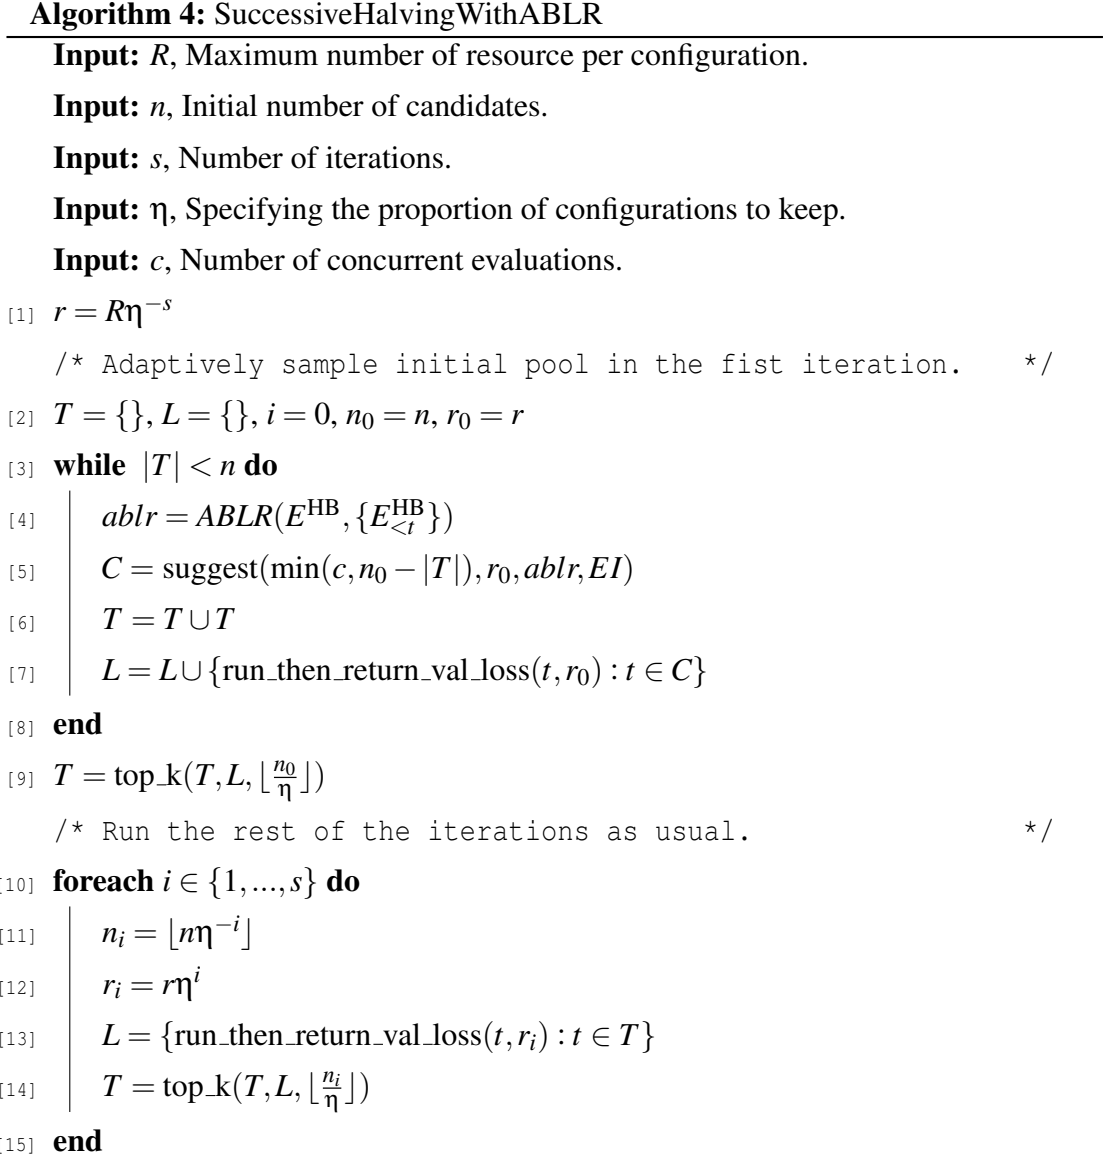 Algorithm 4: SuccessiveHalvingWithABLR
Input: R, Maximum number of resource per configuration.
Input: n, Initial number of candidates.
Input: s, Number of iterations.
Input: η, Specifying the proportion of configurations to keep.
Input: c, Number of concurrent evaluations.
[1] r = Rη^{−s}
/* Adaptively sample initial pool in the fist iteration. */
[2] T = {}, L = {}, i = 0, n_0 = n, r_0 = r
[3] while |T| < n do
[4] ablr = ABLR(E^{HB}, {E^{HB}_{<t}})
[5] C = suggest(min(c, n_0 − |T|), r_0, ablr, EI)
[6] T = T ∪ T
[7] L = L ∪ {run_then_return_val_loss(t, r_0) : t ∈ C}
[8] end
[9] T = top_k(T, L, ⌊n_0/η⌋)
/* Run the rest of the iterations as usual. */
[10] foreach i ∈ {1, ..., s} do
[11] n_i = ⌊nη^{−i}⌋
[12] r_i = rη^i
[13] L = {run_then_return_val_loss(t, r_i) : t ∈ T}
[14] T = top_k(T, L, ⌊n_i/η⌋)
[15] end